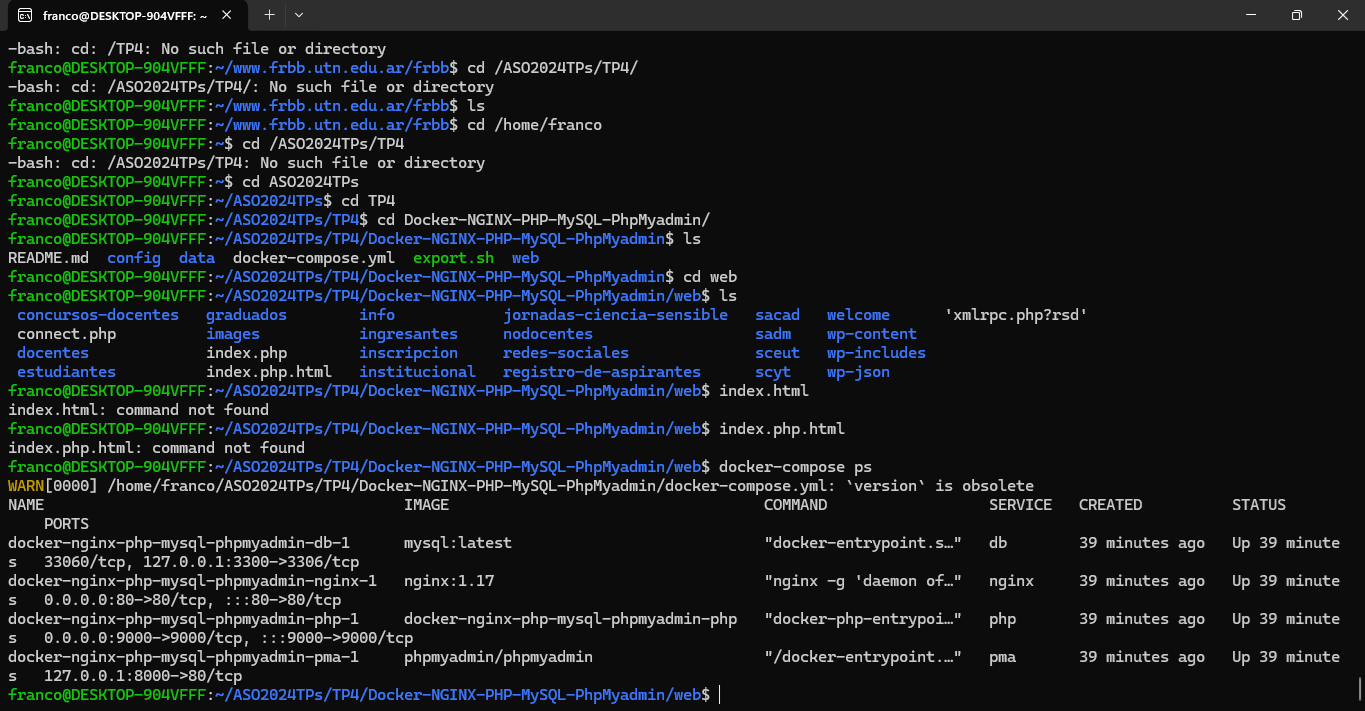 franco@DESKTOP-904VFFF: ~
-bash: cd: /TP4: No such file or directory
franco@DESKTOP-904VFFF:~/www.frbb.utn.edu.ar/frbb$ cd /ASO2024TPs/TP4/
-bash: cd: /ASO2024TPs/TP4/: No such file or directory
franco@DESKTOP-904VFFF:~/www.frbb.utn.edu.ar/frbb$ ls
franco@DESKTOP-904VFFF:~/www.frbb.utn.edu.ar/frbb$ cd /home/franco
franco@DESKTOP-904VFFF:~$ cd /ASO2024TPs/TP4
-bash: cd: /ASO2024TPs/TP4: No such file or directory
franco@DESKTOP-904VFFF:~$ cd ASO2024TPs
franco@DESKTOP-904VFFF:~/ASO2024TPs$ cd TP4
franco@DESKTOP-904VFFF:~/ASO2024TPs/TP4$ cd Docker-NGINX-PHP-MySQL-PhpMyadmin/
franco@DESKTOP-904VFFF:~/ASO2024TPs/TP4/Docker-NGINX-PHP-MySQL-PhpMyadmin$ ls
README.md  config  data  docker-compose.yml  export.sh  web
franco@DESKTOP-904VFFF:~/ASO2024TPs/TP4/Docker-NGINX-PHP-MySQL-PhpMyadmin$ cd web
franco@DESKTOP-904VFFF:~/ASO2024TPs/TP4/Docker-NGINX-PHP-MySQL-PhpMyadmin/web$ ls
 concursos-docentes   graduados        info            jornadas-ciencia-sensible   sacad   welcome      'xmlrpc.php?rsd'
 connect.php          images           ingresantes     nodocentes                  sadm    wp-content
 docentes             index.php        inscripcion     redes-sociales              sceut   wp-includes
 estudiantes          index.php.html   institucional   registro-de-aspirantes      scyt    wp-json
franco@DESKTOP-904VFFF:~/ASO2024TPs/TP4/Docker-NGINX-PHP-MySQL-PhpMyadmin/web$ index.html
index.html: command not found
franco@DESKTOP-904VFFF:~/ASO2024TPs/TP4/Docker-NGINX-PHP-MySQL-PhpMyadmin/web$ index.php.html
index.php.html: command not found
franco@DESKTOP-904VFFF:~/ASO2024TPs/TP4/Docker-NGINX-PHP-MySQL-PhpMyadmin/web$ docker-compose ps
WARN[0000] /home/franco/ASO2024TPs/TP4/Docker-NGINX-PHP-MySQL-PhpMyadmin/docker-compose.yml: `version` is obsolete
NAME                                        IMAGE                                   COMMAND                  SERVICE   CREATED          STATUS
    PORTS
docker-nginx-php-mysql-phpmyadmin-db-1      mysql:latest                            "docker-entrypoint.s…"   db        39 minutes ago   Up 39 minute
s   33060/tcp, 127.0.0.1:3300->3306/tcp
docker-nginx-php-mysql-phpmyadmin-nginx-1   nginx:1.17                              "nginx -g 'daemon of…"   nginx     39 minutes ago   Up 39 minute
s   0.0.0.0:80->80/tcp, :::80->80/tcp
docker-nginx-php-mysql-phpmyadmin-php-1     docker-nginx-php-mysql-phpmyadmin-php   "docker-php-entrypoi…"   php       39 minutes ago   Up 39 minute
s   0.0.0.0:9000->9000/tcp, :::9000->9000/tcp
docker-nginx-php-mysql-phpmyadmin-pma-1     phpmyadmin/phpmyadmin                   "/docker-entrypoint.…"   pma       39 minutes ago   Up 39 minute
s   127.0.0.1:8000->80/tcp
franco@DESKTOP-904VFFF:~/ASO2024TPs/TP4/Docker-NGINX-PHP-MySQL-PhpMyadmin/web$